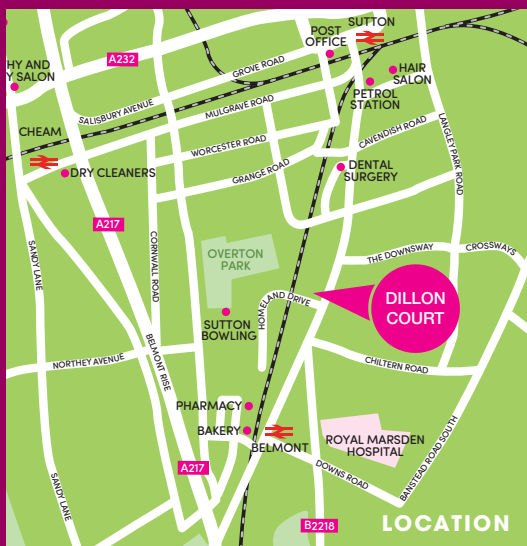 SUTTON
POST
OFFICE
A232
HY AND
Y SALON
GROVE ROAD
HAIR
SALON
PETROL
STATION
SALISBURY AVENUE
MULGRAVE ROAD
CHEAM
WORCESTER ROAD
CAVENDISH ROAD
LANGLEY PARK ROAD
GRANGE ROAD
DENTAL
SURGERY
DRY CLEANERS
A217
SANDY LANE
CORNWALL ROAD
OVERTON
PARK
THE DOWNSWAY
CROSSWAYS
HOMELAND DRIVE
DILLON
COURT
SUTTON
BOWLING
BELMONT RISE
NORTHEY AVENUE
CHILTERN ROAD
PHARMACY
BAKERY
BELMONT
ROYAL MARSDEN
HOSPITAL
BANSTEAD ROAD SOUTH
A217
DOWNS ROAD
SANDY LANE
B2218
LOCATION